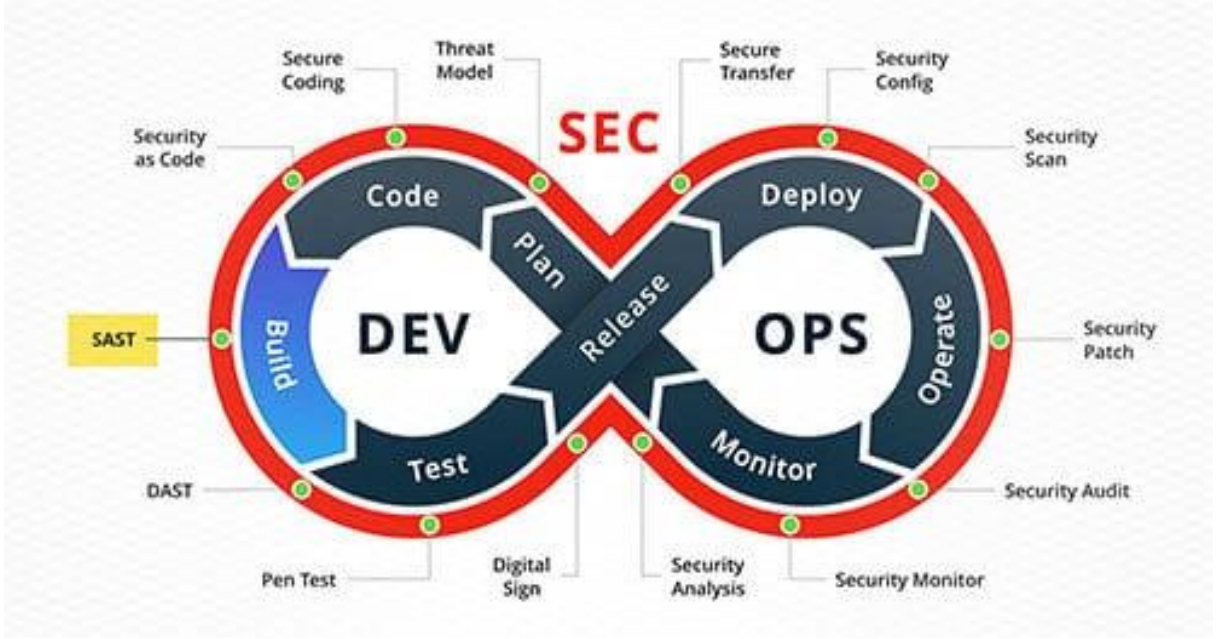 Secure
Coding
Threat
Model
Secure
Transfer
Security
Config
Security
as Code
SEC
Security
Scan
Code
Deploy
Plan
Release
DEV
OPS
SAST
Build
Operate
Security
Patch
Test
Monitor
DAST
Security Audit
Pen Test
Digital
Sign
Security
Analysis
Security Monitor